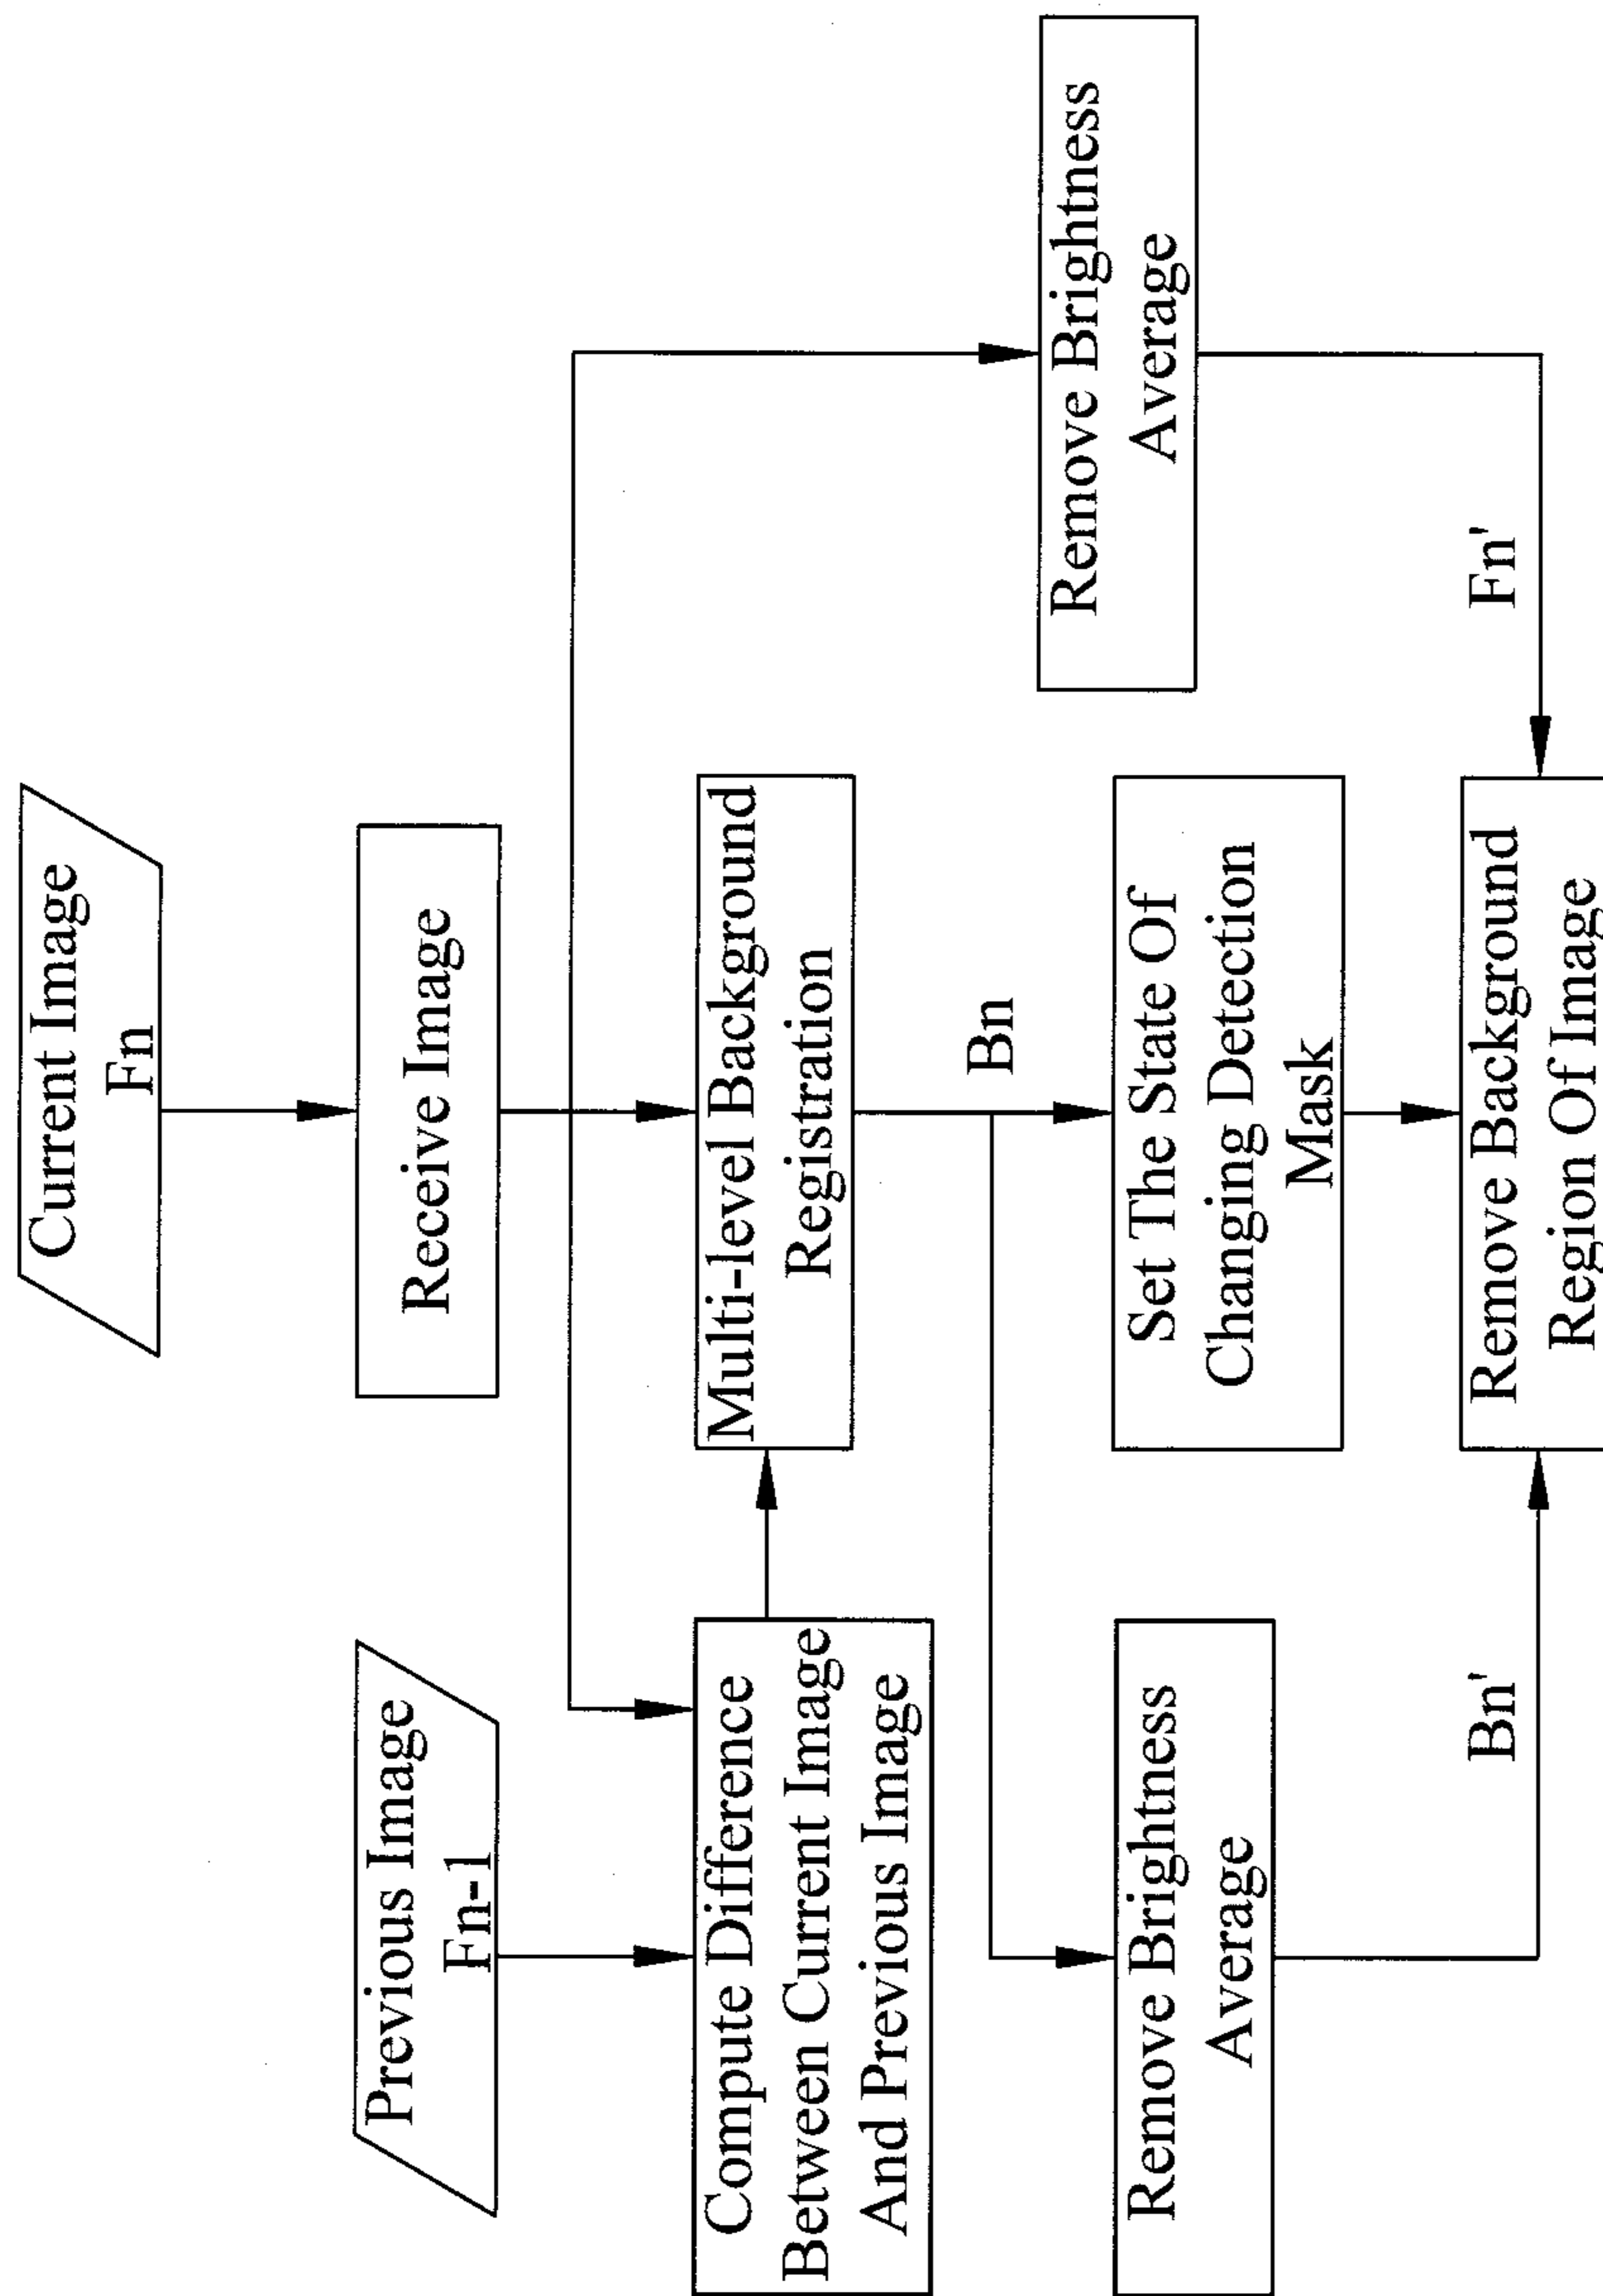 Current Image
Fn
Previous Image
Fn-1
Receive Image
Compute Difference
Between Current Image
And Previous Image
Multi-level Background
Registration
Bn
Remove Brightness
Average
Remove Brightness
Average
Set The State Of
Changing Detection
Mask
Bn'
Fn'
Remove Background
Region Of Image